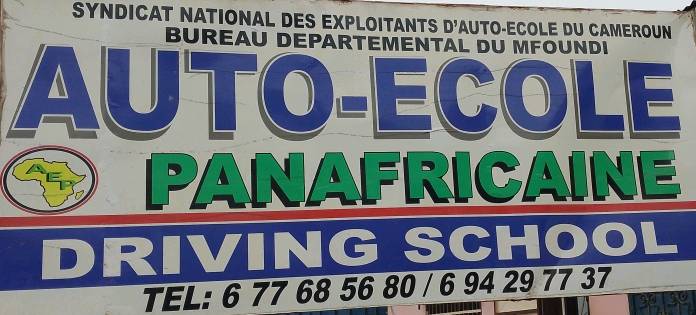 SYNDICAT NATIONAL DES EXPLOITANTS D'AUTO-ECOLE DU CAMEROUN
BUREAU DEPARTEMENTAL DU MFOUNDI
AUTO-ECOLE
AEP
PANAFRICAINE
DRIVING SCHOOL
TEL: 6 77 68 56 80 / 6 94 29 77 37